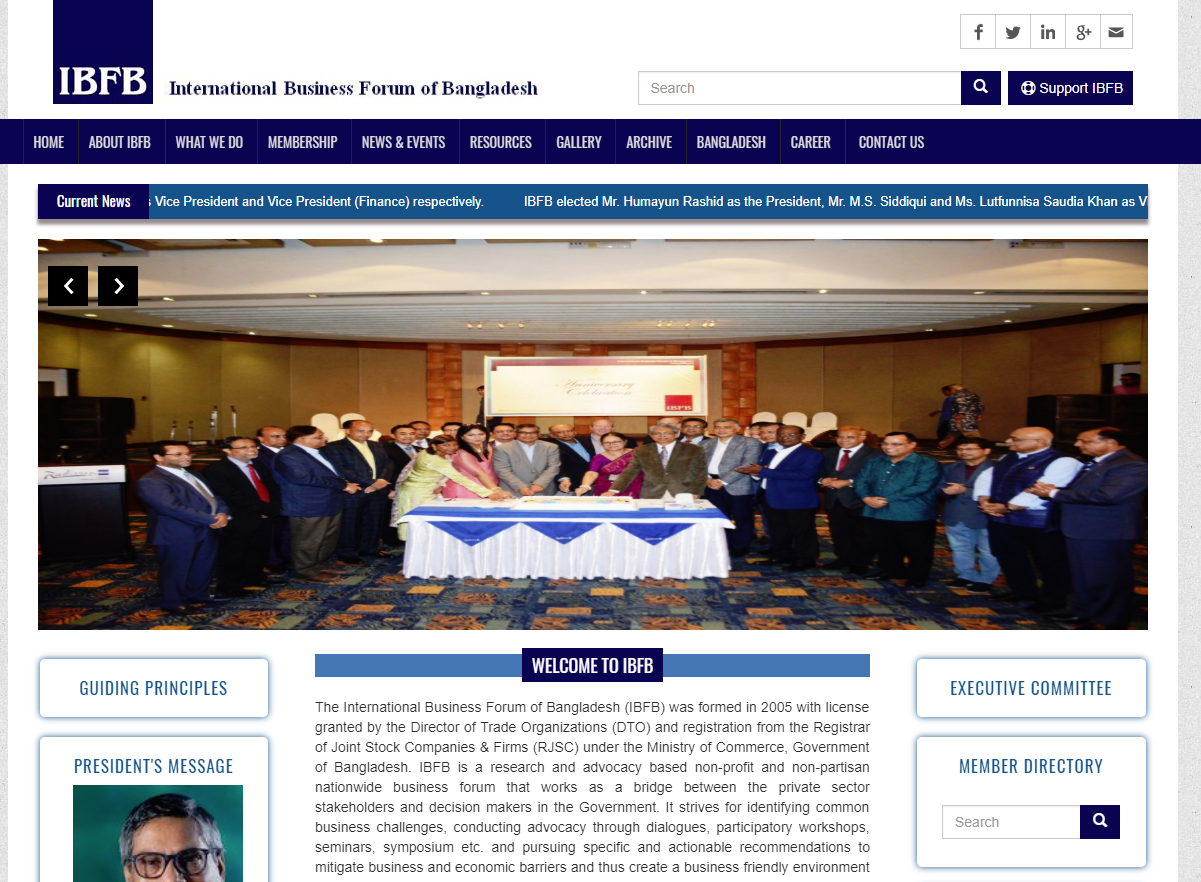 IBFB
International Business Forum of Bangladesh
Search
Support IBFB
HOME
ABOUT IBFB
WHAT WE DO
MEMBERSHIP
NEWS & EVENTS
RESOURCES
GALLERY
ARCHIVE
BANGLADESH
CAREER
CONTACT US
Current News
Vice President and Vice President (Finance) respectively.
IBFB elected Mr. Humayun Rashid as the President, Mr. M.S. Siddiqui and Ms. Lutfunnisa Saudia Khan as V
Anniversary
Celebration
IBFB
Radisson
GUIDING PRINCIPLES
PRESIDENT'S MESSAGE
WELCOME TO IBFB
The International Business Forum of Bangladesh (IBFB) was formed in 2005 with license
granted by the Director of Trade Organizations (DTO) and registration from the Registrar
of Joint Stock Companies & Firms (RJSC) under the Ministry of Commerce, Government
of Bangladesh. IBFB is a research and advocacy based non-profit and non-partisan
nationwide business forum that works as a bridge between the private sector
stakeholders and decision makers in the Government. It strives for identifying common
business challenges, conducting advocacy through dialogues, participatory workshops,
seminars, symposium etc. and pursuing specific and actionable recommendations to
mitigate business and economic barriers and thus create a business friendly environment
EXECUTIVE COMMITTEE
MEMBER DIRECTORY
Search